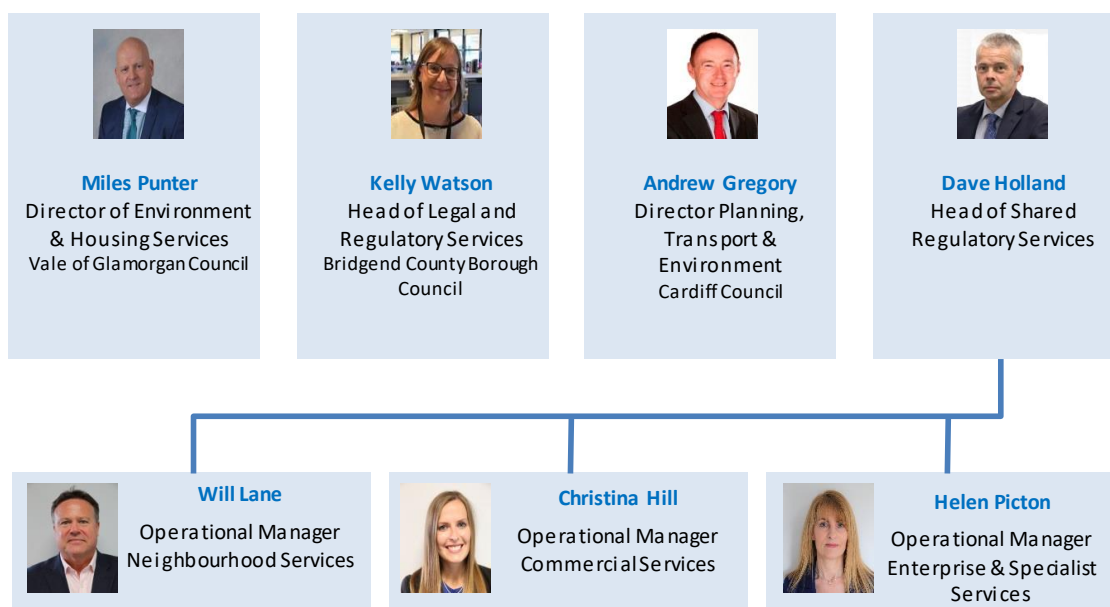 Miles Punter
Director of Environment
& Housing Services
Vale of Glamorgan Council
Kelly Watson
Head of Legal and
Regulatory Services
Bridgend County Borough
Council
Andrew Gregory
Director Planning,
Transport &
Environment
Cardiff Council
Dave Holland
Head of Shared
Regulatory Services
Will Lane
Operational Manager
Neighbourhood Services
Christina Hill
Operational Manager
Commercial Services
Helen Picton
Operational Manager
Enterprise & Specialist
Services